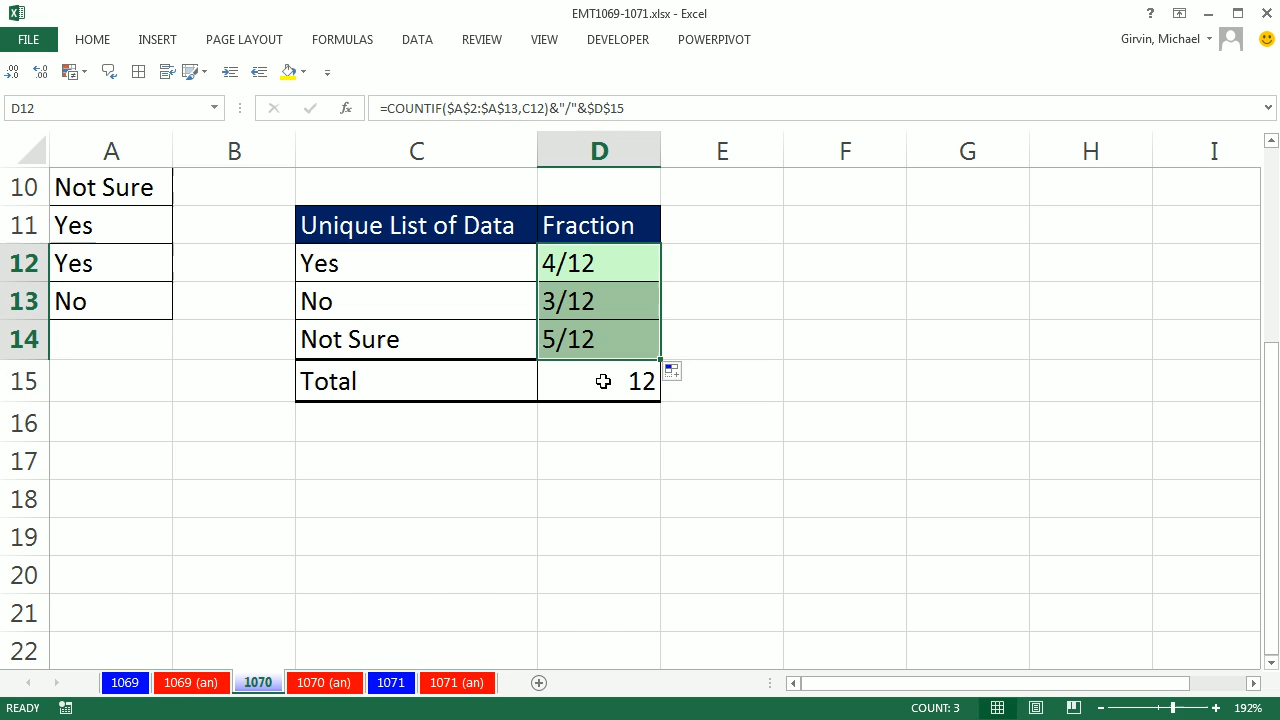 EMT1069-1071.xlsx - Excel
FILE HOME INSERT PAGE LAYOUT FORMULAS DATA REVIEW VIEW DEVELOPER POWERPIVOT Girvin, Michael
D12 =COUNTIF($A$2:$A$13,C12)&"/"&$D$15
A B C D E F G H I
10 Not Sure
11 Yes Unique List of Data Fraction
12 Yes Yes 4/12
13 No No 3/12
14 Not Sure 5/12
15 Total 12
16
17
18
19
20
21
22
1069 1069 (an) 1070 1070 (an) 1071 1071 (an)
READY COUNT: 3 192%